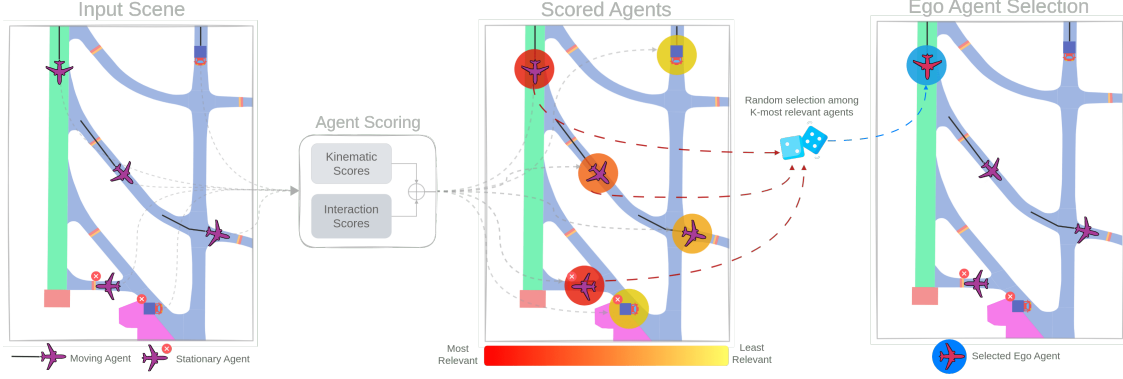 Input Scene
Scored Agents
Ego Agent Selection
Agent Scoring
Kinematic
Scores
Interaction
Scores
Random selection among
K-most relevant agents
Moving Agent
Stationary Agent
Most
Relevant
Least
Relevant
Selected Ego Agent